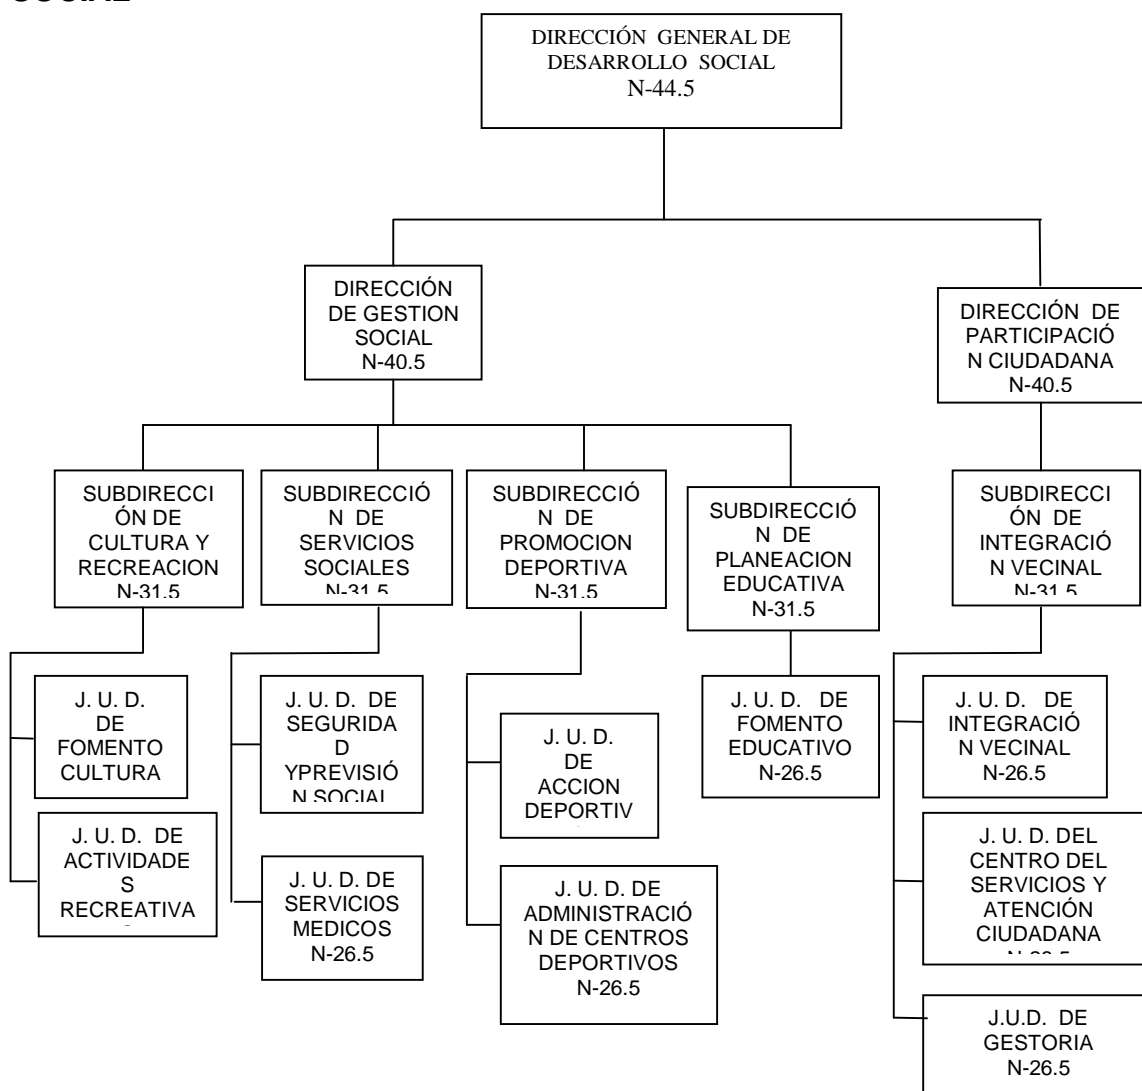 DIRECCIÓN GENERAL DE
DESARROLLO SOCIAL
N-44.5
DIRECCIÓN
DE GESTION
SOCIAL
N-40.5
DIRECCIÓN DE
PARTICIPACIÓ
N CIUDADANA
N-40.5
SUBDIRECCI
ÓN DE
CULTURA Y
RECREACION
N-31.5
SUBDIRECCIÓ
N DE
SERVICIOS
SOCIALES
N-31.5
SUBDIRECCIÓ
N DE
PROMOCION
DEPORTIVA
N-31.5
SUBDIRECCIÓ
N DE
PLANEACION
EDUCATIVA
N-31.5
SUBDIRECCI
ÓN DE
INTEGRACIÓ
N VECINAL
N-31.5
J. U. D.
DE
FOMENTO
CULTURA
J. U. D. DE
ACTIVIDADE
S
RECREATIVA
J. U. D. DE
SEGURIDA
D
YPREVISIÓ
N SOCIAL
J. U. D. DE
SERVICIOS
MEDICOS
N-26.5
J. U. D.
DE
ACCION
DEPORTIV
J. U. D. DE
ADMINISTRACIÓ
N DE CENTROS
DEPORTIVOS
N-26.5
J. U. D. DE
FOMENTO
EDUCATIVO
N-26.5
J. U. D. DE
INTEGRACIÓ
N VECINAL
N-26.5
J. U. D. DEL
CENTRO DEL
SERVICIOS Y
ATENCIÓN
CIUDADANA
J.U.D. DE
GESTORIA
N-26.5